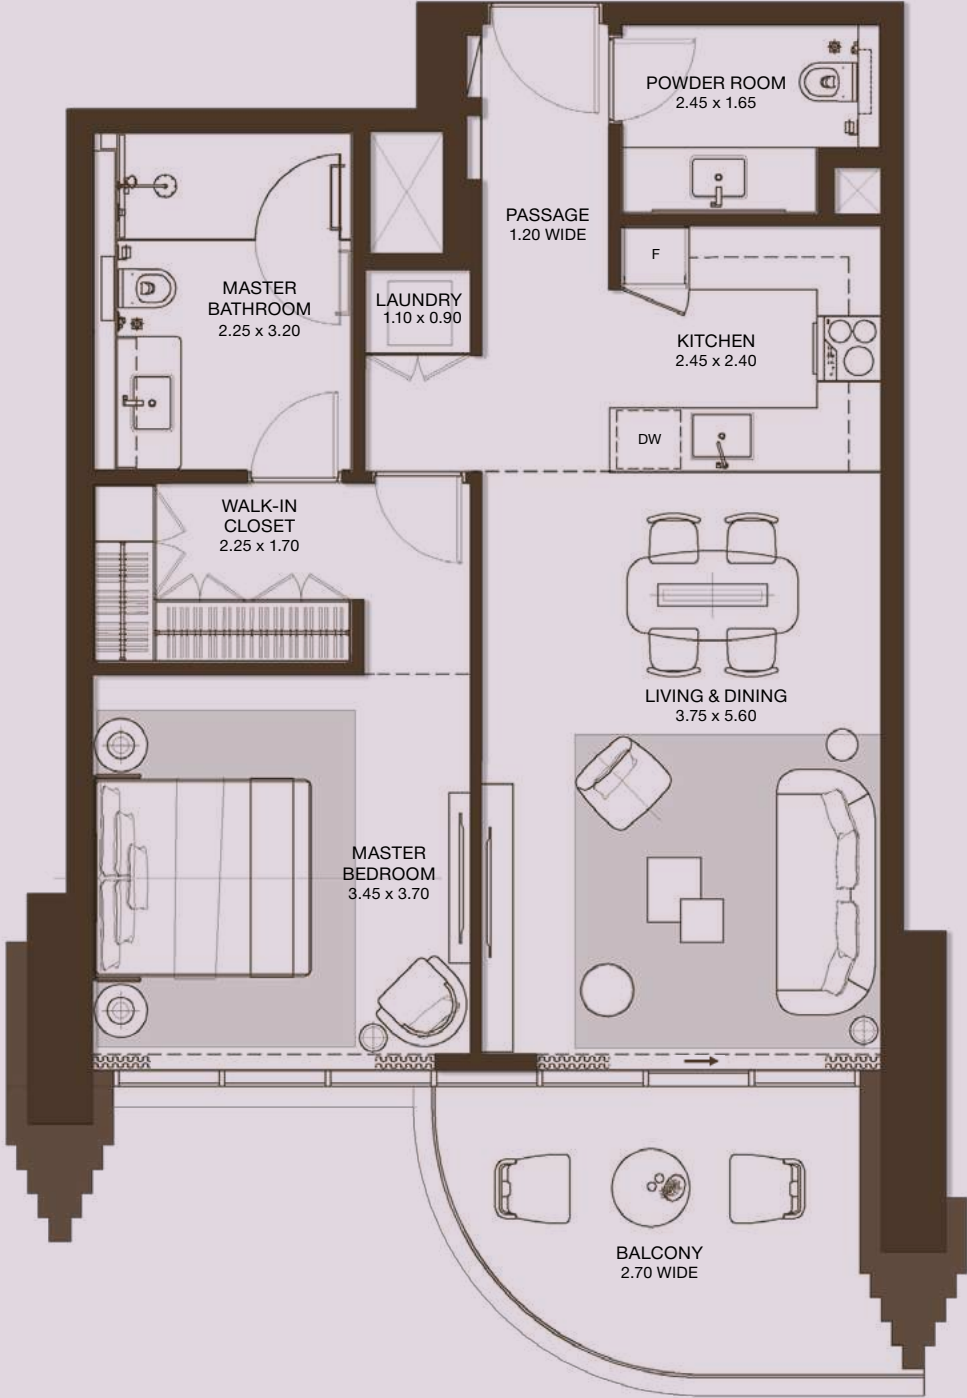 POWDER ROOM
2.45 x 1.65
PASSAGE
1.20 WIDE
F
MASTER
BATHROOM
2.25 x 3.20
LAUNDRY
1.10 x 0.90
KITCHEN
2.45 x 2.40
DW
WALK-IN
CLOSET
2.25 x 1.70
LIVING & DINING
3.75 x 5.60
MASTER
BEDROOM
3.45 x 3.70
BALCONY
2.70 WIDE